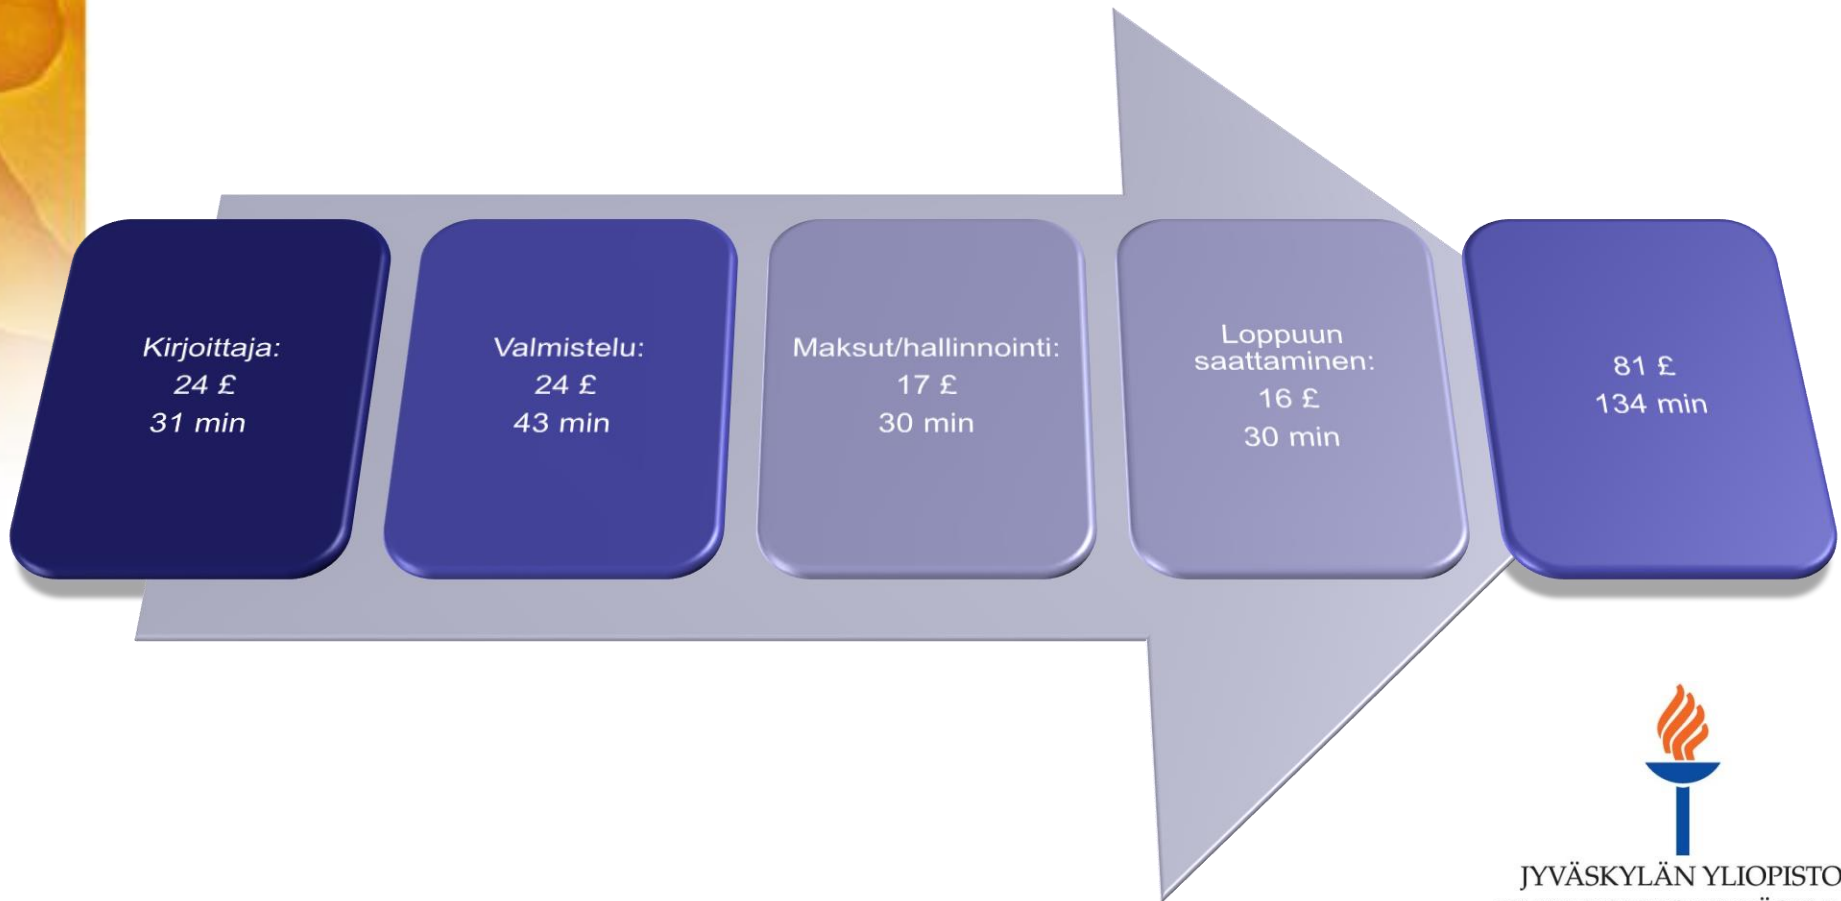 Kirjoittaja:
24 £
31 min
Valmistelu:
24 £
43 min
Maksut/hallinnointi:
17 £
30 min
Loppuun
saattaminen:
16 £
30 min
81 £
134 min
JYVÄSKYLÄN YLIOPISTO